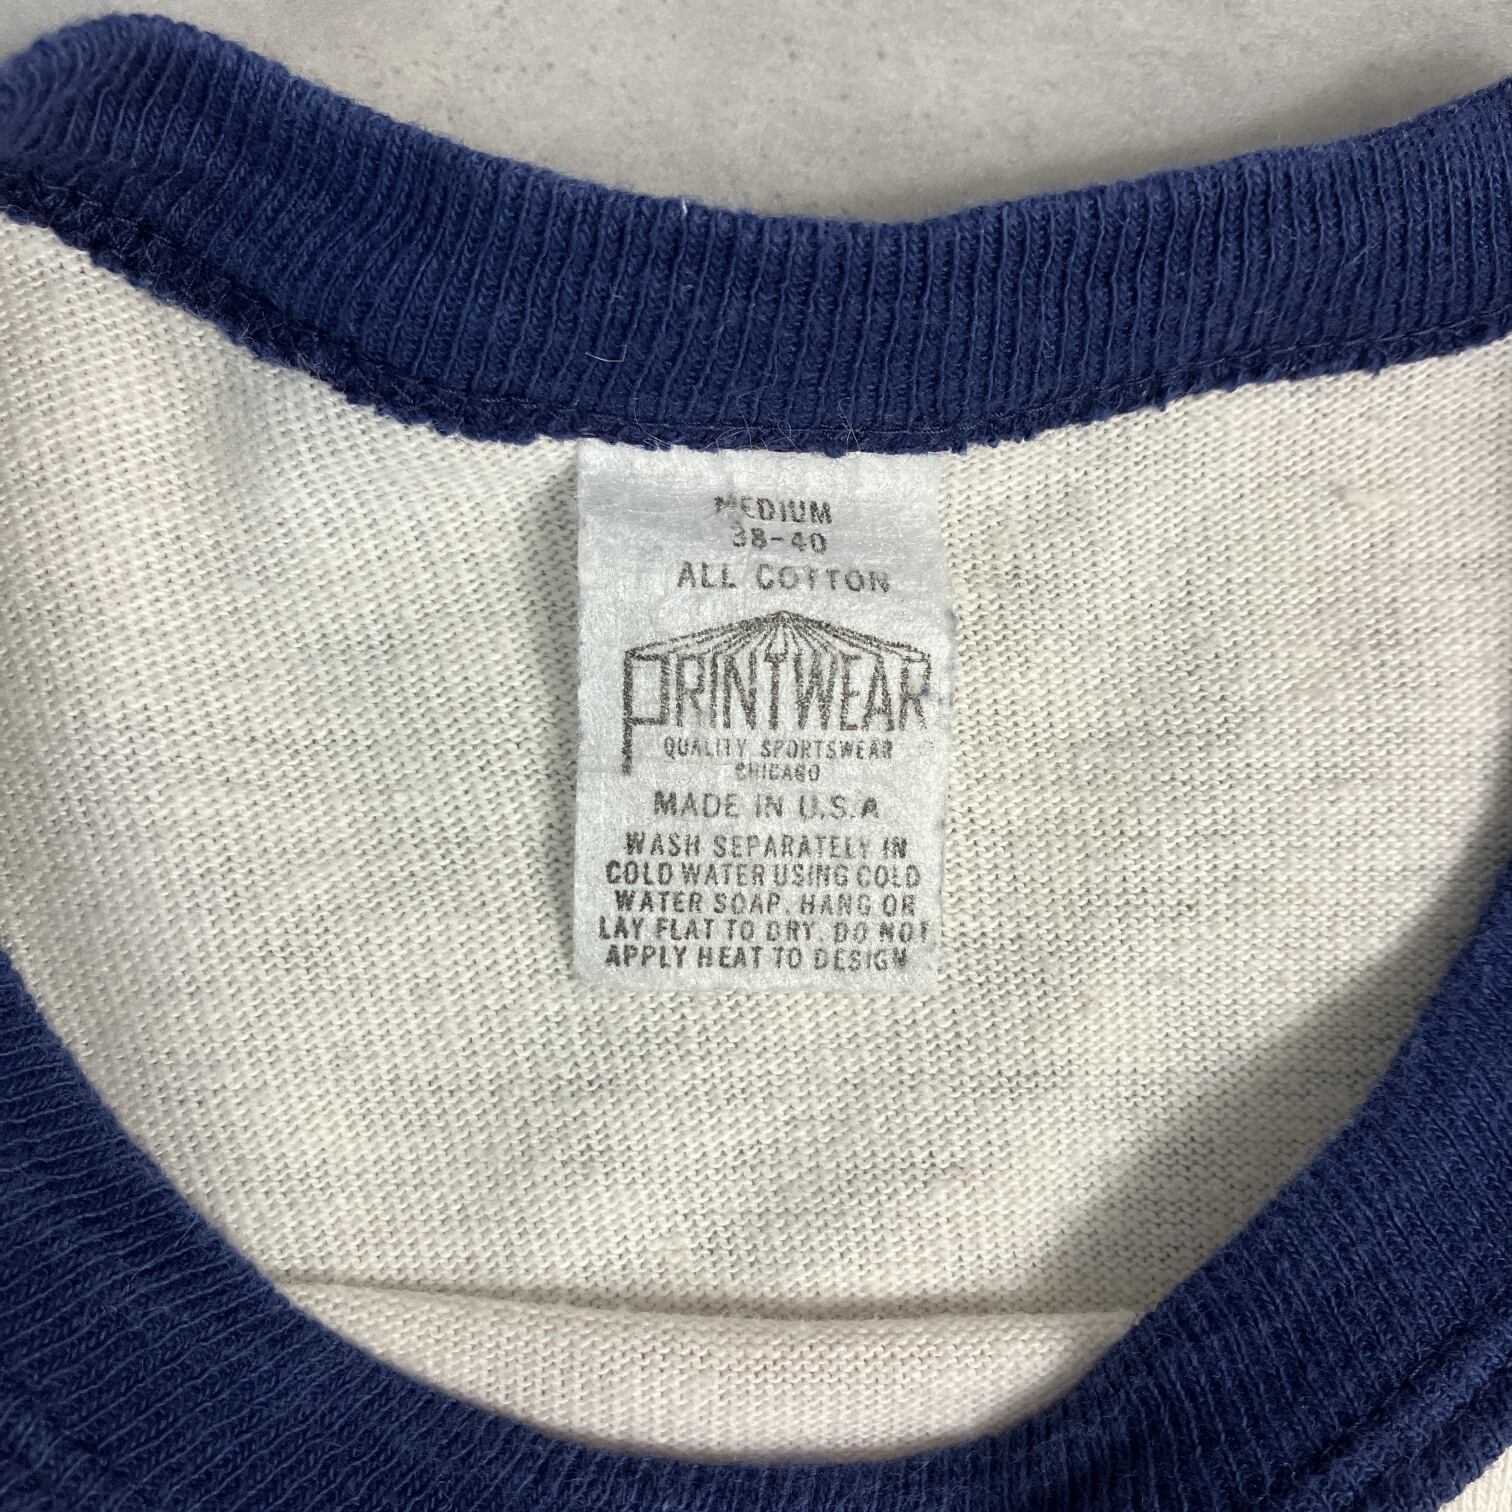 MEDIUM
38-40
ALL COTTON
PRINTWEAR
QUALITY SPORTSWEAR
CHICAGO
MADE IN U.S.A
WASH SEPARATELY IN
COLD WATER USING COLD
WATER SOAP. HANG OR
LAY FLAT TO DRY. DO NOT
APPLY HEAT TO DESIGN